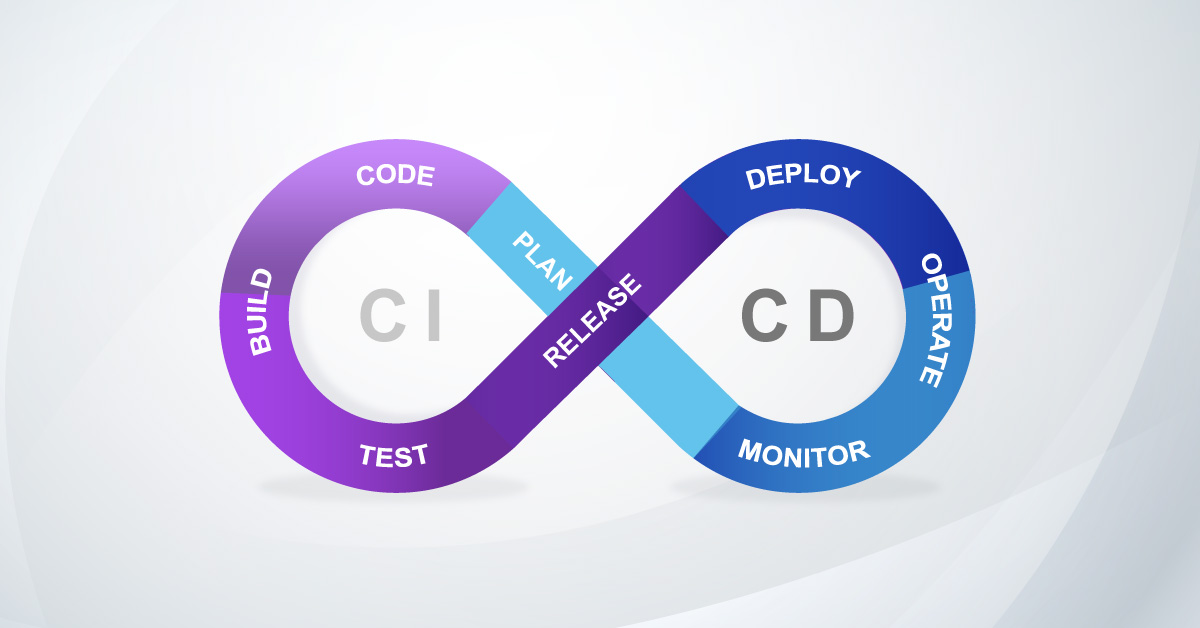 CODE
PLAN
BUILD
TEST
RELEASE
DEPLOY
OPERATE
MONITOR
C I
C D